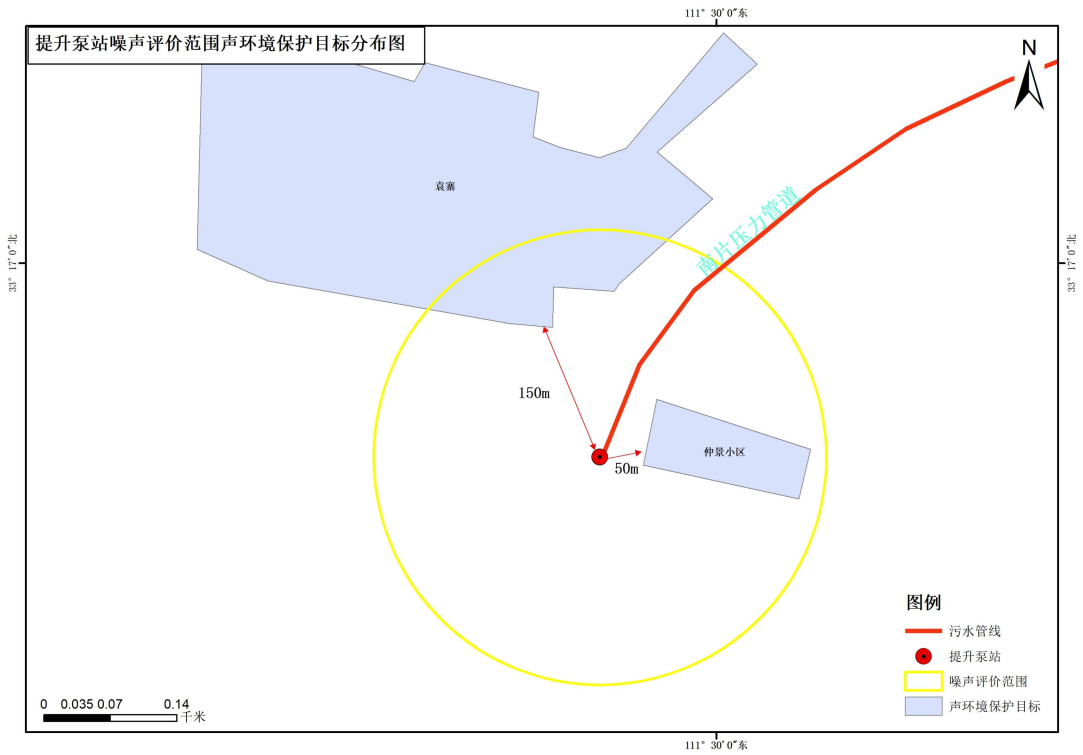 111° 30′0″东
提升泵站噪声评价范围声环境保护目标分布图
N
袁寨
南片压力管道
33° 17′0″北
33° 17′0″北
150m
仲景小区
50m
图例
污水管线
提升泵站
噪声评价范围
声环境保护目标
0 0.035 0.07 0.14
千米
111° 30′0″东